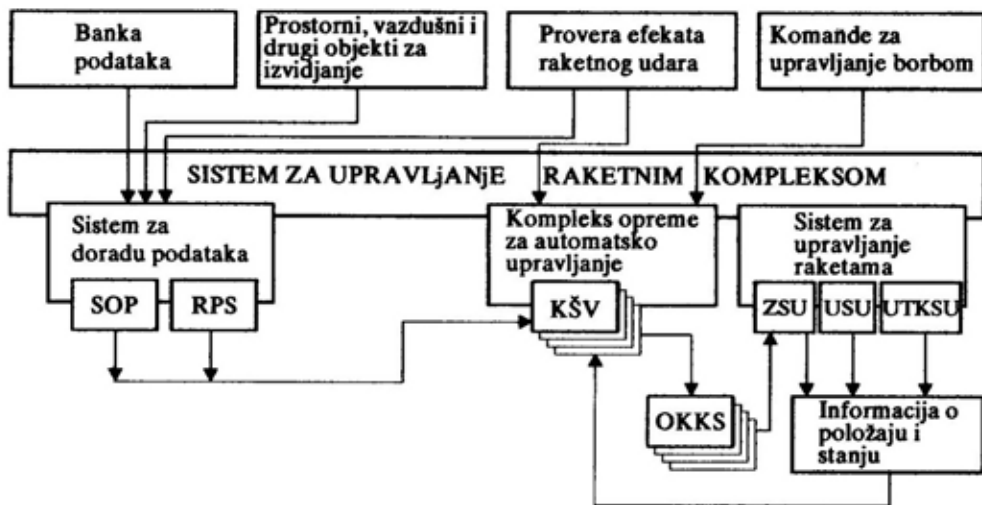 Banka
podataka
Prostorni, vazdušni i
drugi objekti za
izvidjanje
Provera efekata
raketnog udara
Komande za
upravljanje borbom
SISTEM ZA UPRAVLjANjE RAKETNIM KOMPLEKSOM
Sistem za
doradu podataka
SOP
RPS
Kompleks opreme
za automatsko
upravljanje
KŠV
Sistem za
upravljanje
raketama
ZSU
USU
UTKSU
OKKS
Informacija o
položaju i
stanju